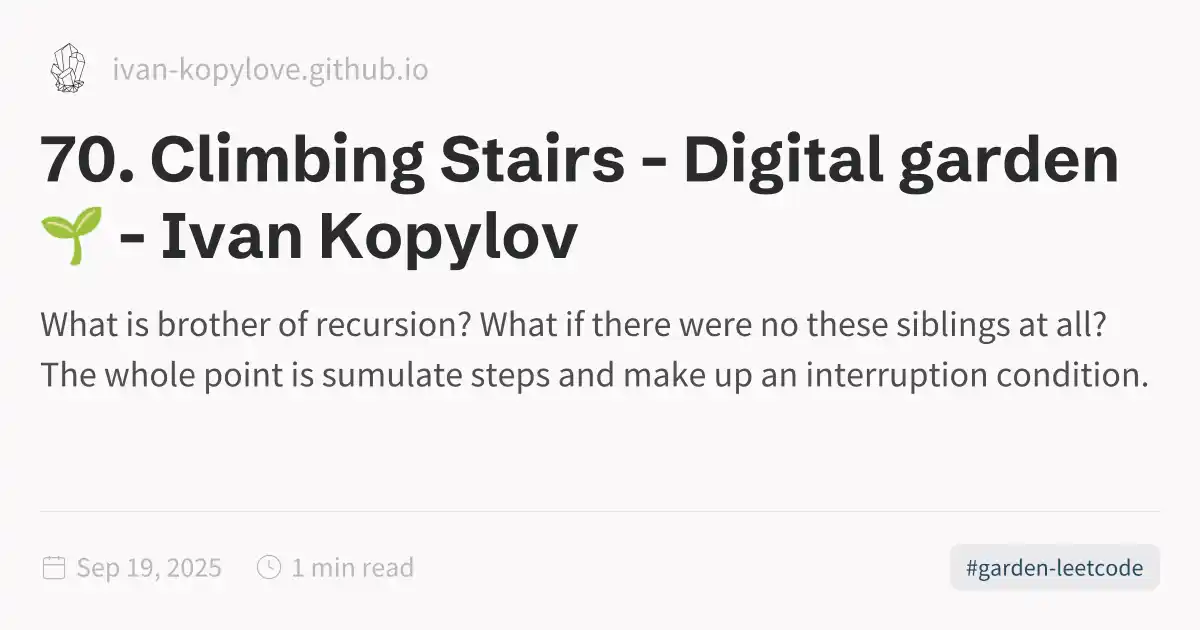 ivan-kopylove.github.io
70. Climbing Stairs - Digital garden
🌱 - Ivan Kopylov
What is brother of recursion? What if there were no these siblings at all?
The whole point is sumulate steps and make up an interruption condition.
Sep 19, 2025
1 min read
#garden-leetcode